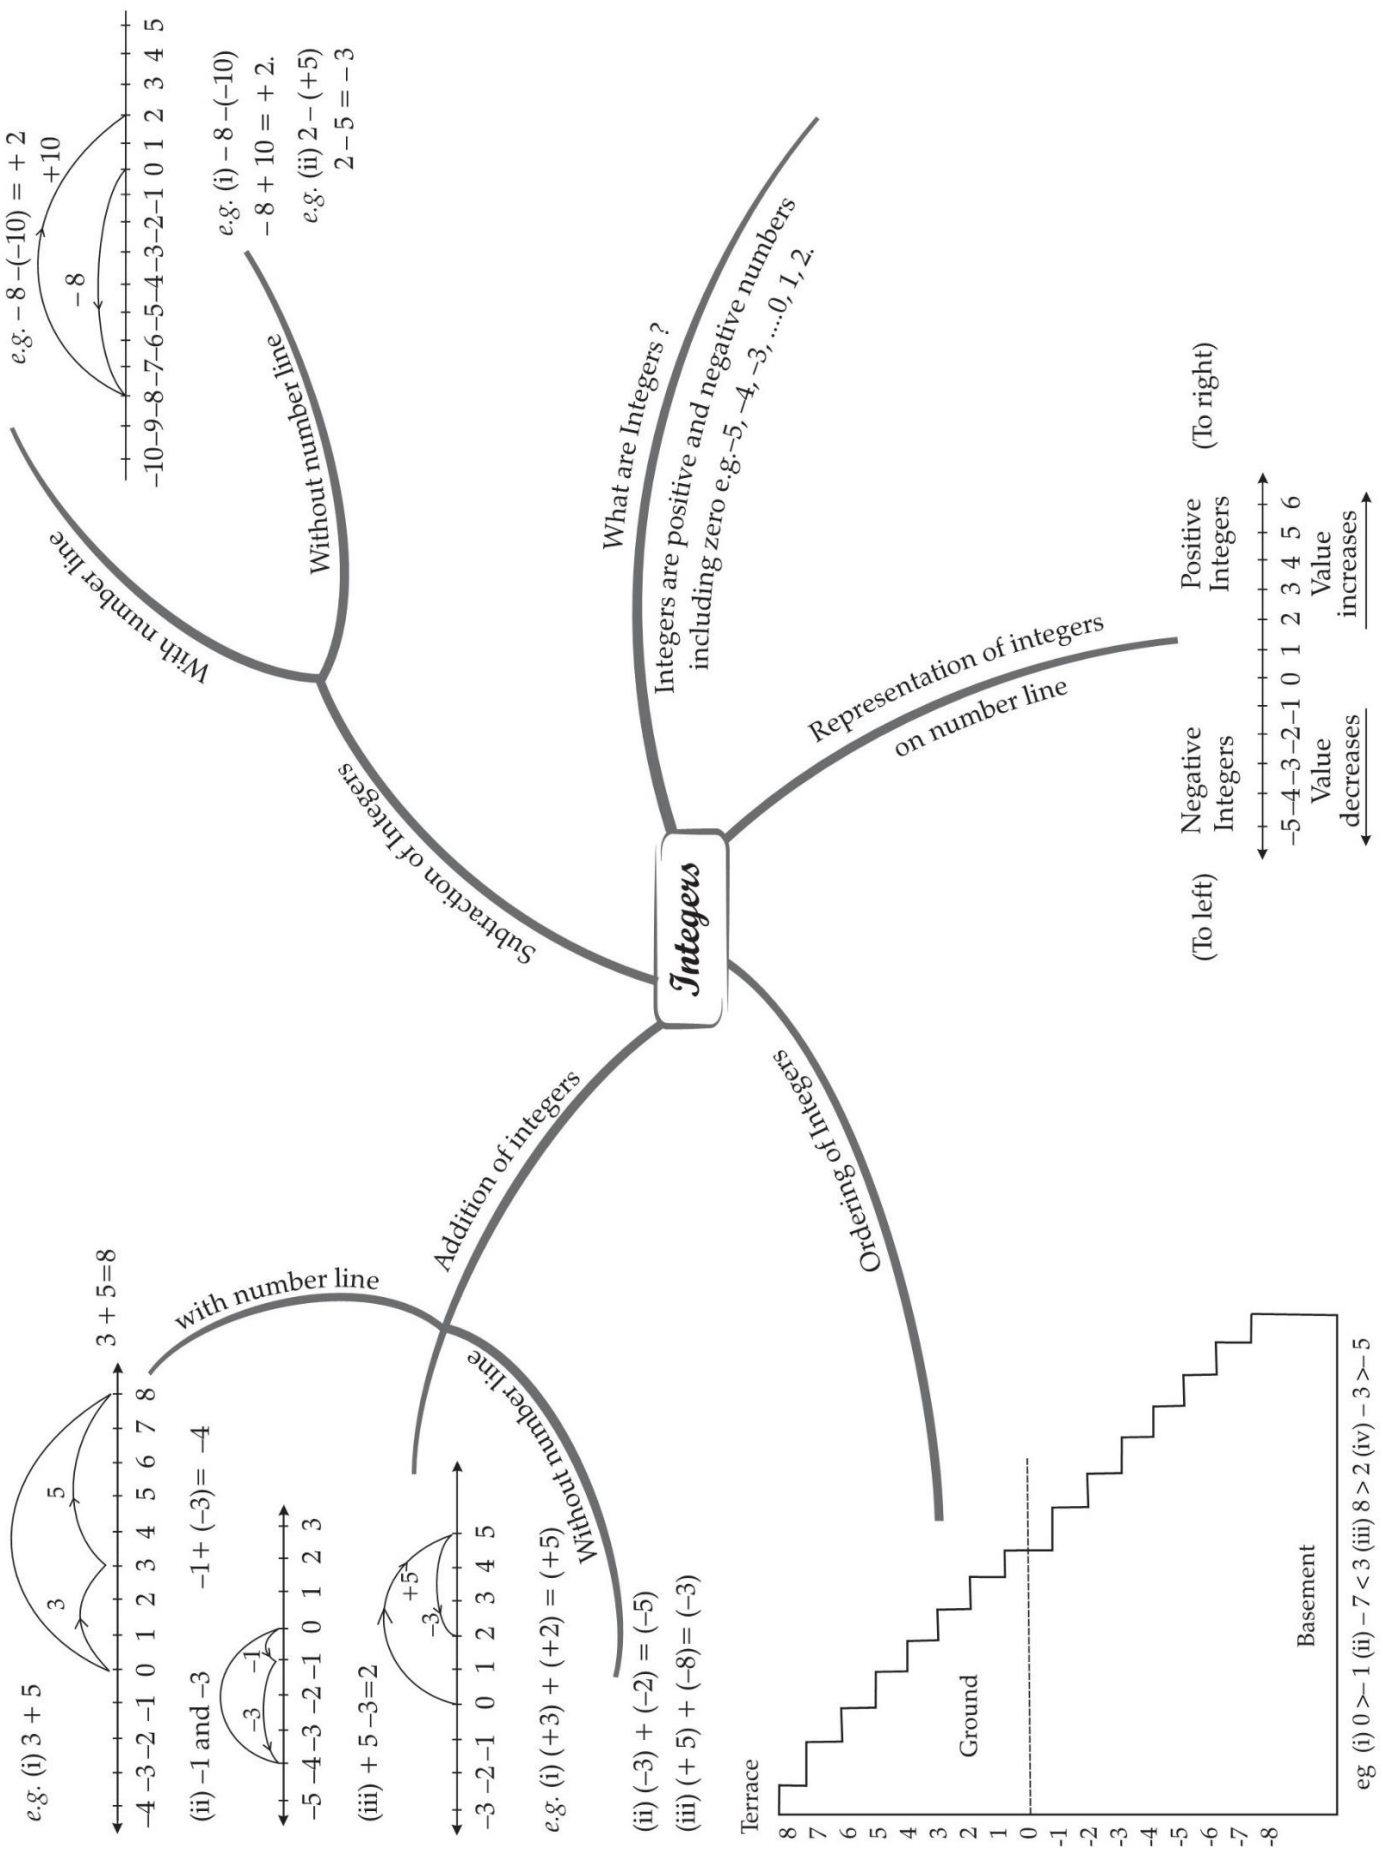 Integers
What are Integers ?
Integers are positive and negative numbers
including zero e.g.–5, –4, –3, ....0, 1, 2.
Representation of integers
on number line
(To left)
Negative
Integers
Positive
Integers
(To right)
–5 –4 –3 –2 –1 0 1 2 3 4 5 6
Value
decreases
Value
increases
Subtraction of Integers
With number line
e.g. – 8 –(–10) = + 2
+10
– 8
–10–9–8–7–6–5–4–3–2–1 0 1 2 3 4 5
Without number line
e.g. (i) – 8 –(–10)
–8 + 10 = + 2.
e.g. (ii) 2 – (+5)
2 – 5 = – 3
Addition of integers
with number line
e.g. (i) 3 + 5
3 + 5=8
3
5
–4 –3 –2 –1 0 1 2 3 4 5 6 7 8
(ii) –1 and –3
–1+ (–3)= –4
–3
–1
–5 –4 –3 –2 –1 0 1 2 3
(iii) + 5 –3=2
+5
–3
–3 –2 –1 0 1 2 3 4 5
Without number line
e.g. (i) (+3) + (+2) = (+5)
(ii) (–3) + (–2) = (–5)
(iii) (+ 5) + (–8)= (–3)
Ordering of Integers
Terrace
8
7
6
5
4
3
2
1
0
-1
-2
-3
-4
-5
-6
-7
-8
Ground
Basement
eg (i) 0 >– 1 (ii) – 7 < 3 (iii) 8 > 2 (iv) – 3 >– 5